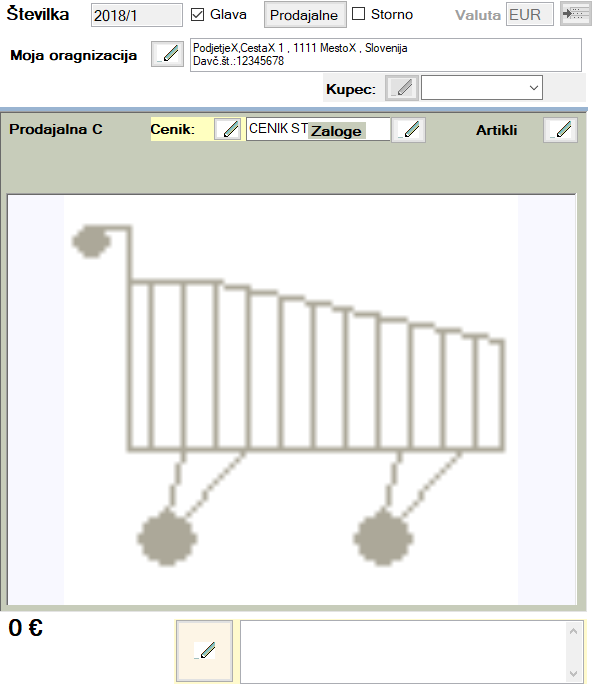 Številka 2018/1 Glava Prodajalne Storno Valuta EUR
Moja oragnizacija
PodjetjeX,CestaX 1 , 1111 MestoX , Slovenija
Davč.št.:12345678
Kupec:
Prodajalna C Cenik: CENIK ST Zaloge Artikli
0 €